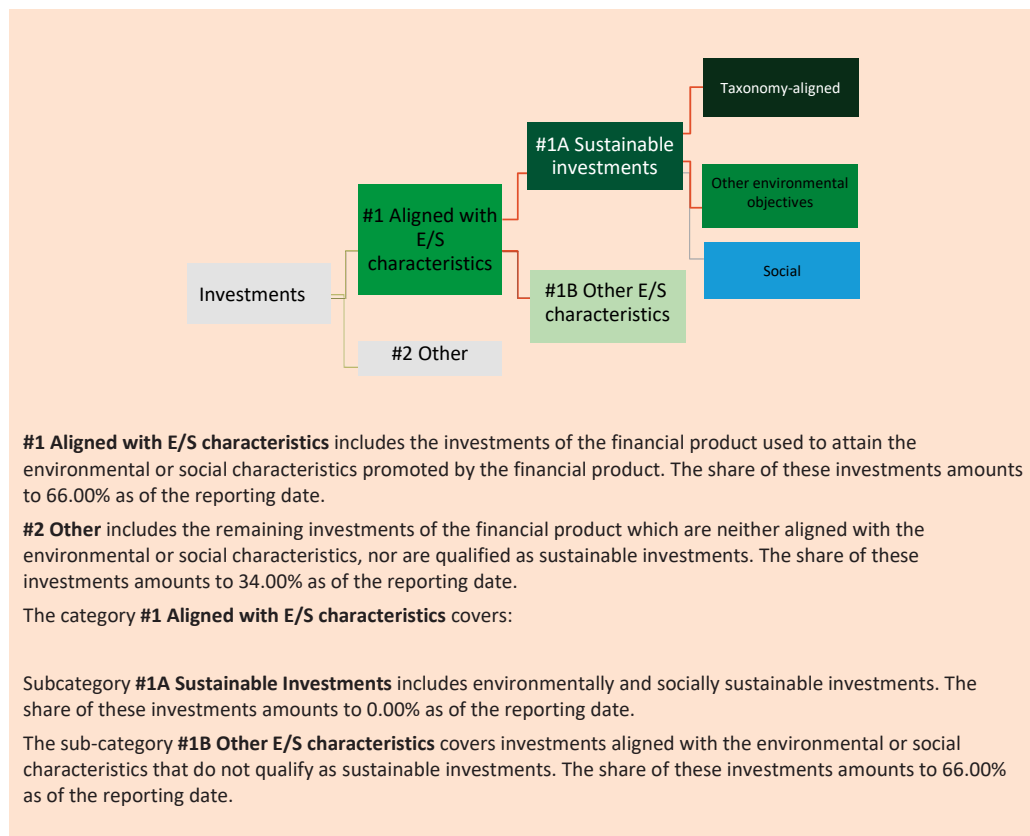 Taxonomy-aligned
#1A Sustainable
investments
Other environmental
objectives
#1 Aligned with
E/S
characteristics
Social
Investments
#1B Other E/S
characteristics
#2 Other
#1 Aligned with E/S characteristics includes the investments of the financial product used to attain the
environmental or social characteristics promoted by the financial product. The share of these investments amounts
to 66.00% as of the reporting date.
#2 Other includes the remaining investments of the financial product which are neither aligned with the
environmental or social characteristics, nor are qualified as sustainable investments. The share of these
investments amounts to 34.00% as of the reporting date.
The category #1 Aligned with E/S characteristics covers:
Subcategory #1A Sustainable Investments includes environmentally and socially sustainable investments. The
share of these investments amounts to 0.00% as of the reporting date.
The sub-category #1B Other E/S characteristics covers investments aligned with the environmental or social
characteristics that do not qualify as sustainable investments. The share of these investments amounts to 66.00%
as of the reporting date.